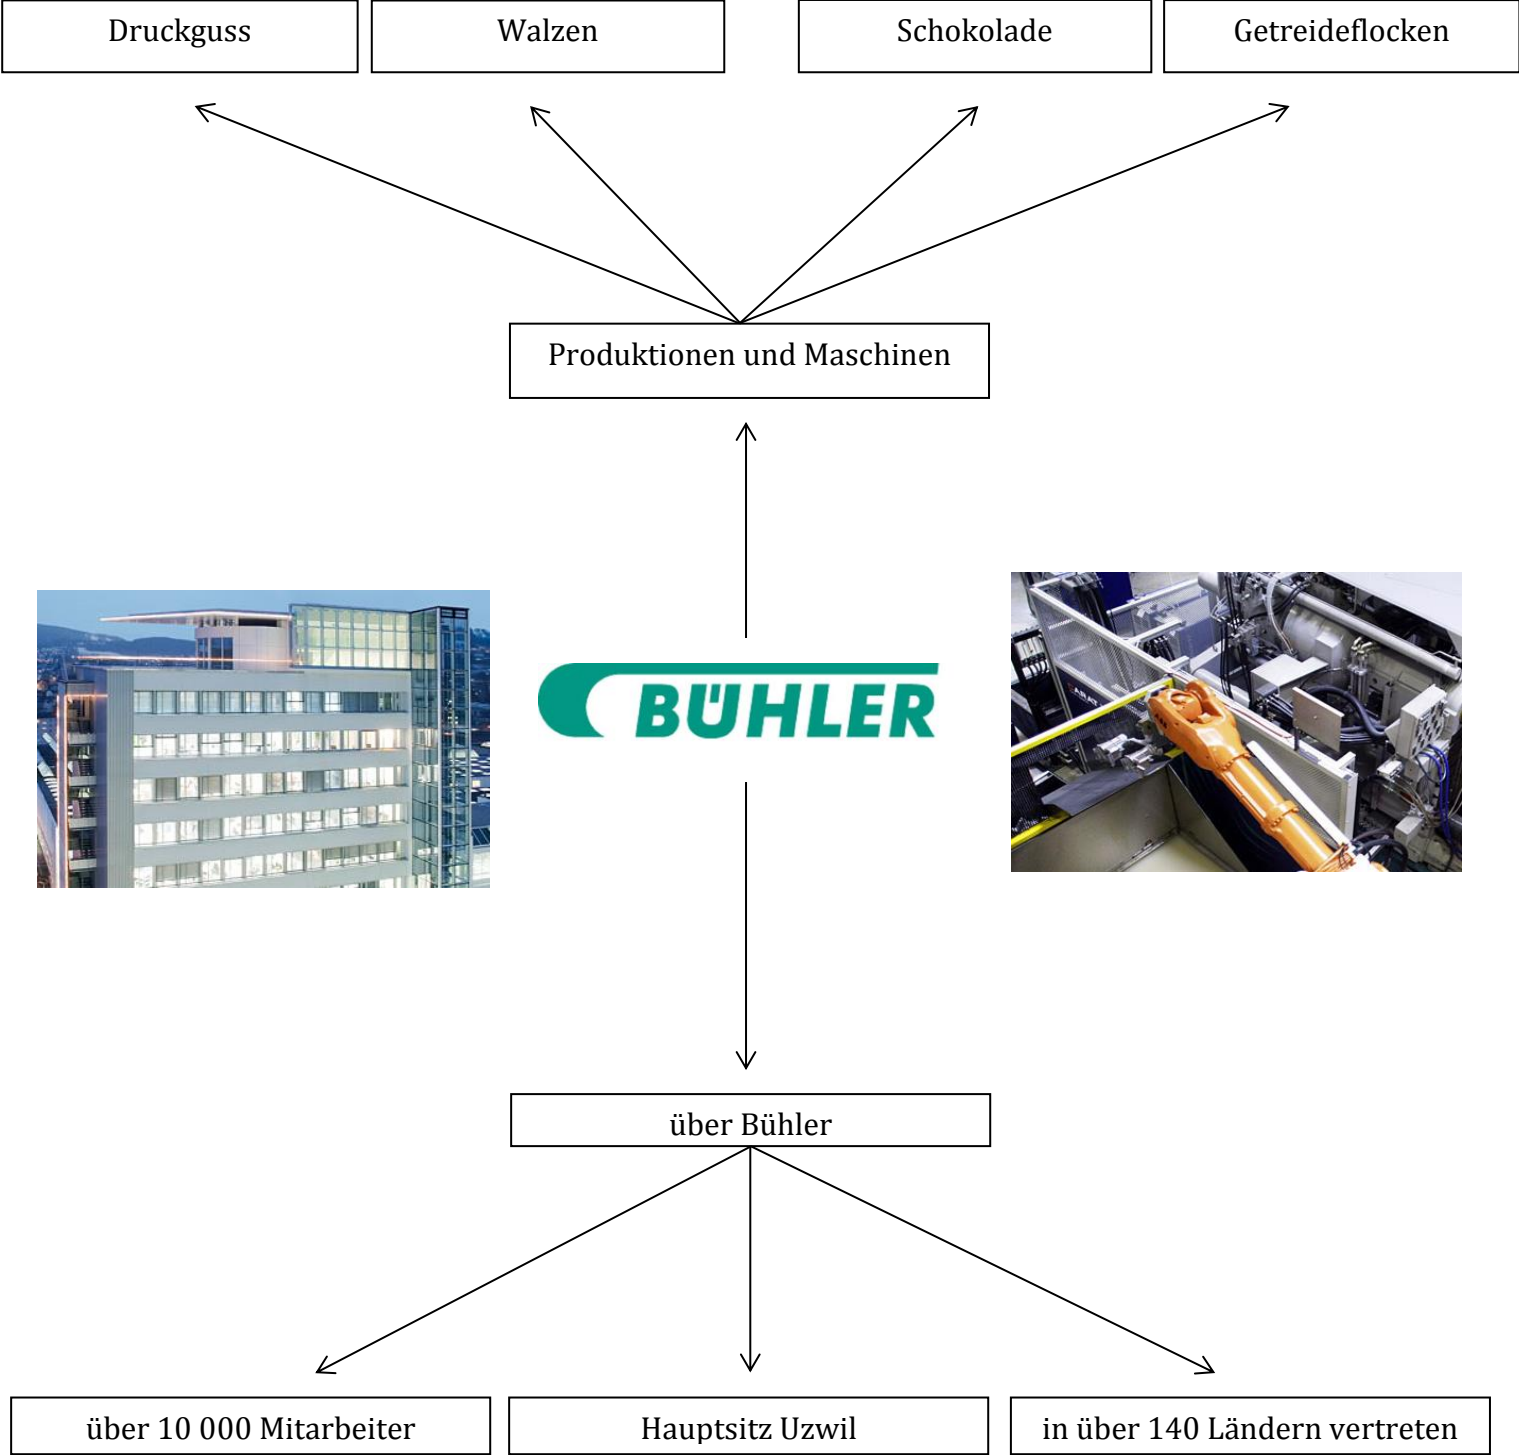 Druckguss
Walzen
Schokolade
Getreideflocken
Produktionen und Maschinen
BÜHLER
über Bühler
über 10 000 Mitarbeiter
Hauptsitz Uzwil
in über 140 Ländern vertreten